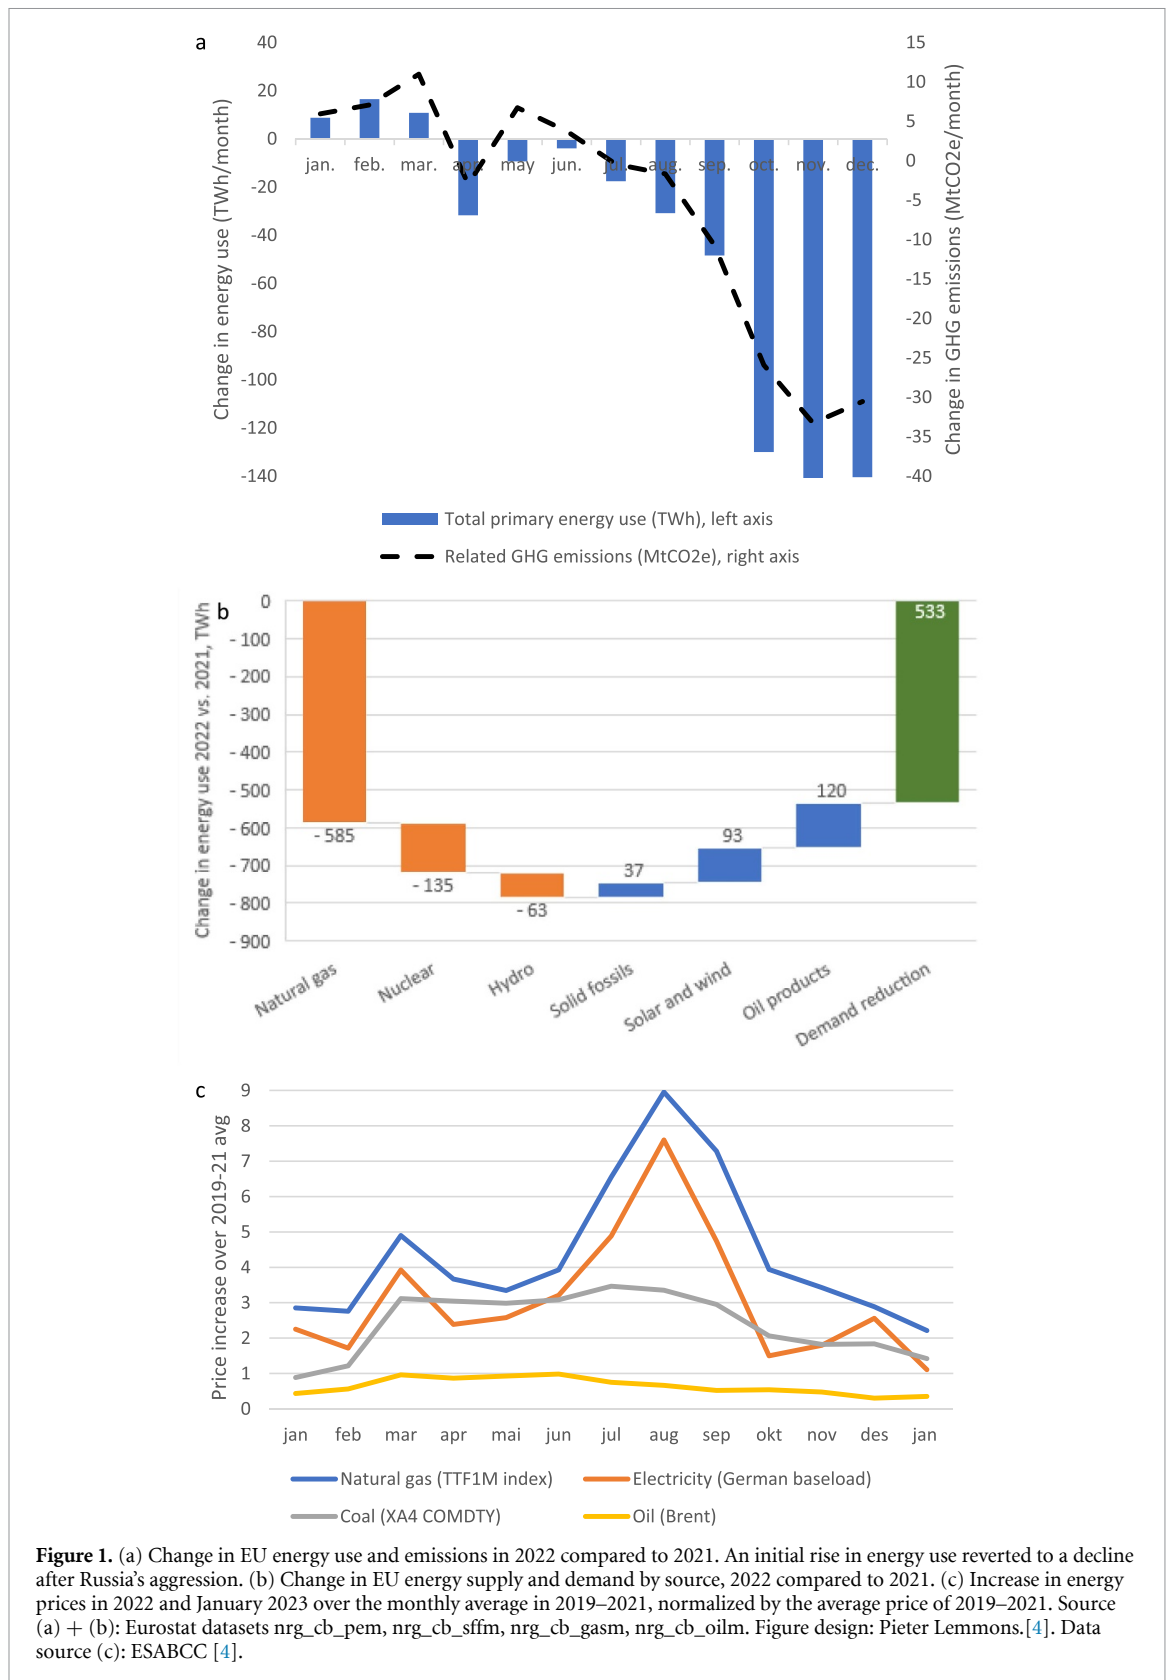 a
40
20
0
-20
-40
-60
-80
-100
-120
-140
Change in energy use (TWh/month)
15
10
5
0
-5
-10
-15
-20
-25
-30
-35
-40
Change in GHG emissions (MtCO2e/month)
jan. feb. mar. apr. may jun. jul. aug. sep. oct. nov. dec.
Total primary energy use (TWh), left axis
Related GHG emissions (MtCO2e), right axis
b
Change in energy use 2022 vs. 2021, TWh
0
- 100
- 200
- 300
- 400
- 500
- 600
- 700
- 800
- 900
- 585
- 135
- 63
37
93
120
533
Natural gas
Nuclear
Hydro
Solid fossils
Solar and wind
Oil products
Demand reduction
c
Price increase over 2019-21 avg
9
8
7
6
5
4
3
2
1
0
jan feb mar apr mai jun jul aug sep okt nov des jan
Natural gas (TTF1M index) Electricity (German baseload)
Coal (XA4 COMDTY) Oil (Brent)
Figure 1. (a) Change in EU energy use and emissions in 2022 compared to 2021. An initial rise in energy use reverted to a decline
after Russia's aggression. (b) Change in EU energy supply and demand by source, 2022 compared to 2021. (c) Increase in energy
prices in 2022 and January 2023 over the monthly average in 2019–2021, normalized by the average price of 2019–2021. Source
(a) + (b): Eurostat datasets nrg_cb_pem, nrg_cb_sffm, nrg_cb_gasm, nrg_cb_oilm. Figure design: Pieter Lemmons.[4]. Data
source (c): ESABCC [4].